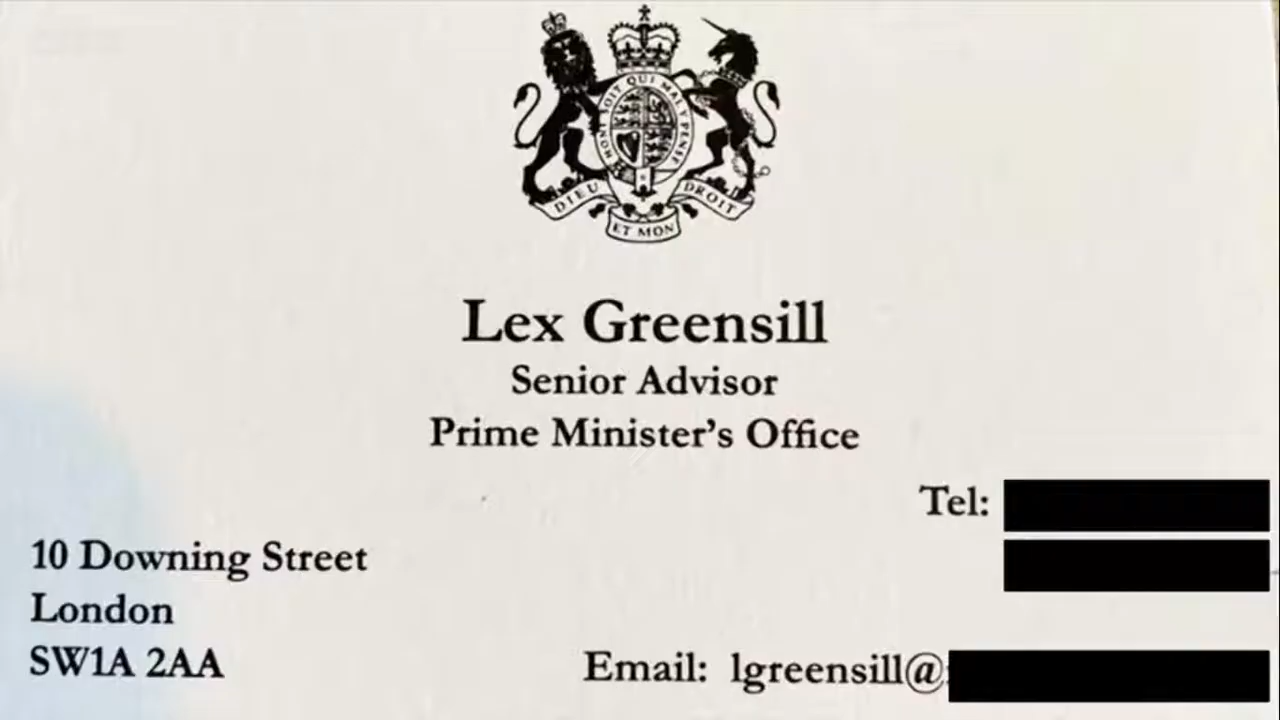 HONI SOIT QUI MAL Y PENSE
DIEU ET MON DROIT
Lex Greensill
Senior Advisor
Prime Minister's Office
Tel:
10 Downing Street
London
SW1A 2AA
Email: lgreensill@